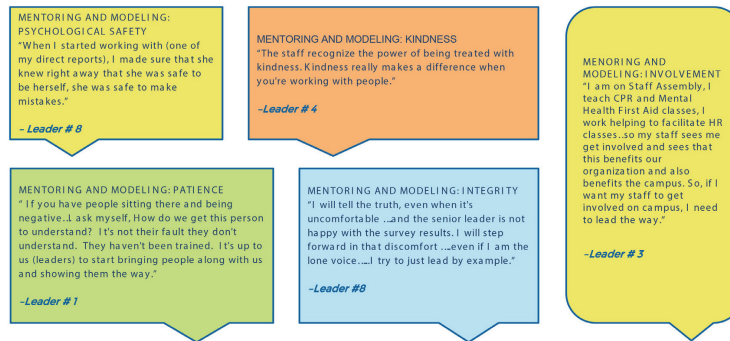 MENTORING AND MODELING:
PSYCHOLOGICAL SAFETY
"When I started working with (one of
my direct reports), I made sure that she
knew right away that she was safe to
be herself, she was safe to make
mistakes."
– Leader # 8
MENTORING AND MODELING: KINDNESS
"The staff recognize the power of being treated with
kindness. Kindness really makes a difference when
you're working with people."
–Leader # 4
MENORING AND
MODELING: INVOLVEMENT
"I am on Staff Assembly, I
teach CPR and Mental
Health First Aid classes, I
work helping to facilitate HR
classes..so my staff sees me
get involved and sees that
this benefits our
organization and also
benefits the campus. So, if I
want my staff to get
involved on campus, I need
to lead the way."
–Leader # 3
MENTORING AND MODELING: PATIENCE
" If you have people sitting there and being
negative..I ask myself, How do we get this person
to understand? It's not their fault they don't
understand. They haven't been trained. It's up to
us (leaders) to start bringing people along with us
and showing them the way."
–Leader # 1
MENTORING AND MODELING: INTEGRITY
"I will tell the truth, even when it's
uncomfortable ...and the senior leader is not
happy with the survey results. I will step
forward in that discomfort ....even if I am the
lone voice.....I try to just lead by example."
–Leader #8